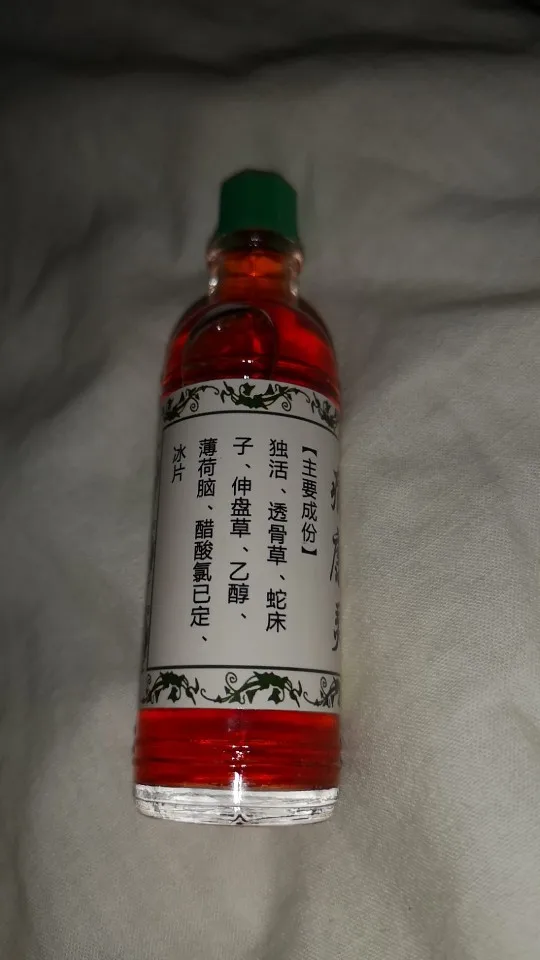 【主要成份】
独活、透骨草、蛇床
子、伸盘草、乙醇、
薄荷脑、醋酸氯已定、
冰片